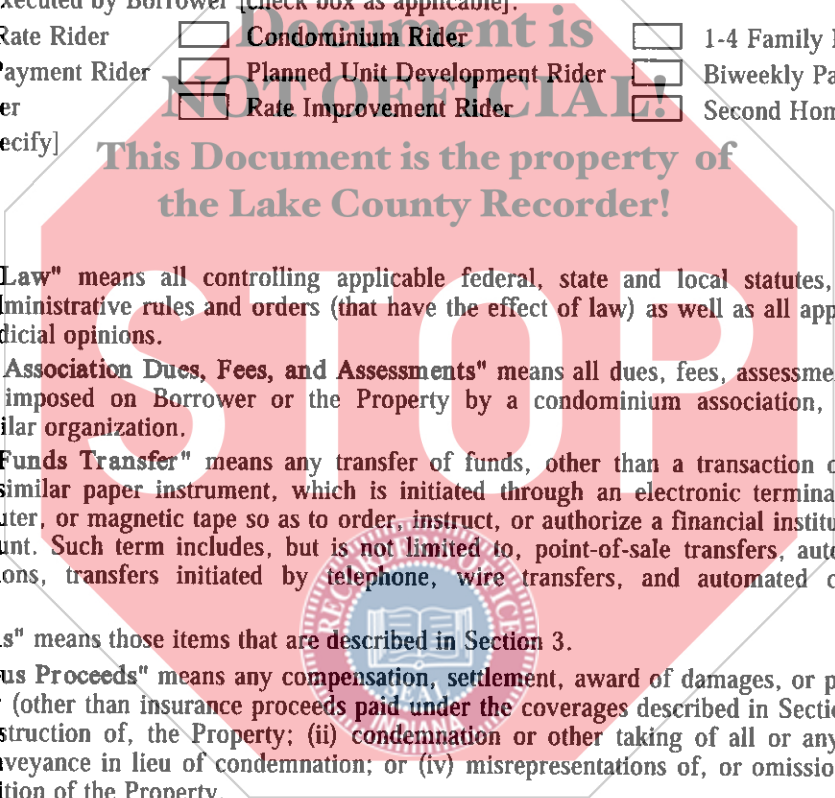 xecuted by Borrower [check box as applicable]:
Document is
Rate Rider Condominium Rider 1-4 Family
ayment Rider Planned Unit Development Rider Biweekly Pa
NOT OFFICIAL!
er Rate Improvement Rider Second Hom
ecify]
This Document is the property of
the Lake County Recorder!
STOP
Law" means all controlling applicable federal, state and local statutes,
ministrative rules and orders (that have the effect of law) as well as all app
dicial opinions.
Association Dues, Fees, and Assessments" means all dues, fees, assessme
imposed on Borrower or the Property by a condominium association,
ilar organization.
Funds Transfer" means any transfer of funds, other than a transaction o
similar paper instrument, which is initiated through an electronic termina
uter, or magnetic tape so as to order, instruct, or authorize a financial institu
unt. Such term includes, but is not limited to, point-of-sale transfers, auto
ons, transfers initiated by telephone, wire transfers, and automated c
s" means those items that are described in Section 3.
us Proceeds" means any compensation, settlement, award of damages, or p
(other than insurance proceeds paid under the coverages described in Secti
struction of, the Property; (ii) condemnation or other taking of all or any
veyance in lieu of condemnation; or (iv) misrepresentations of, or omissio
ition of the Property.
RECORDER'S OFFICE
SEAL
INDIANA